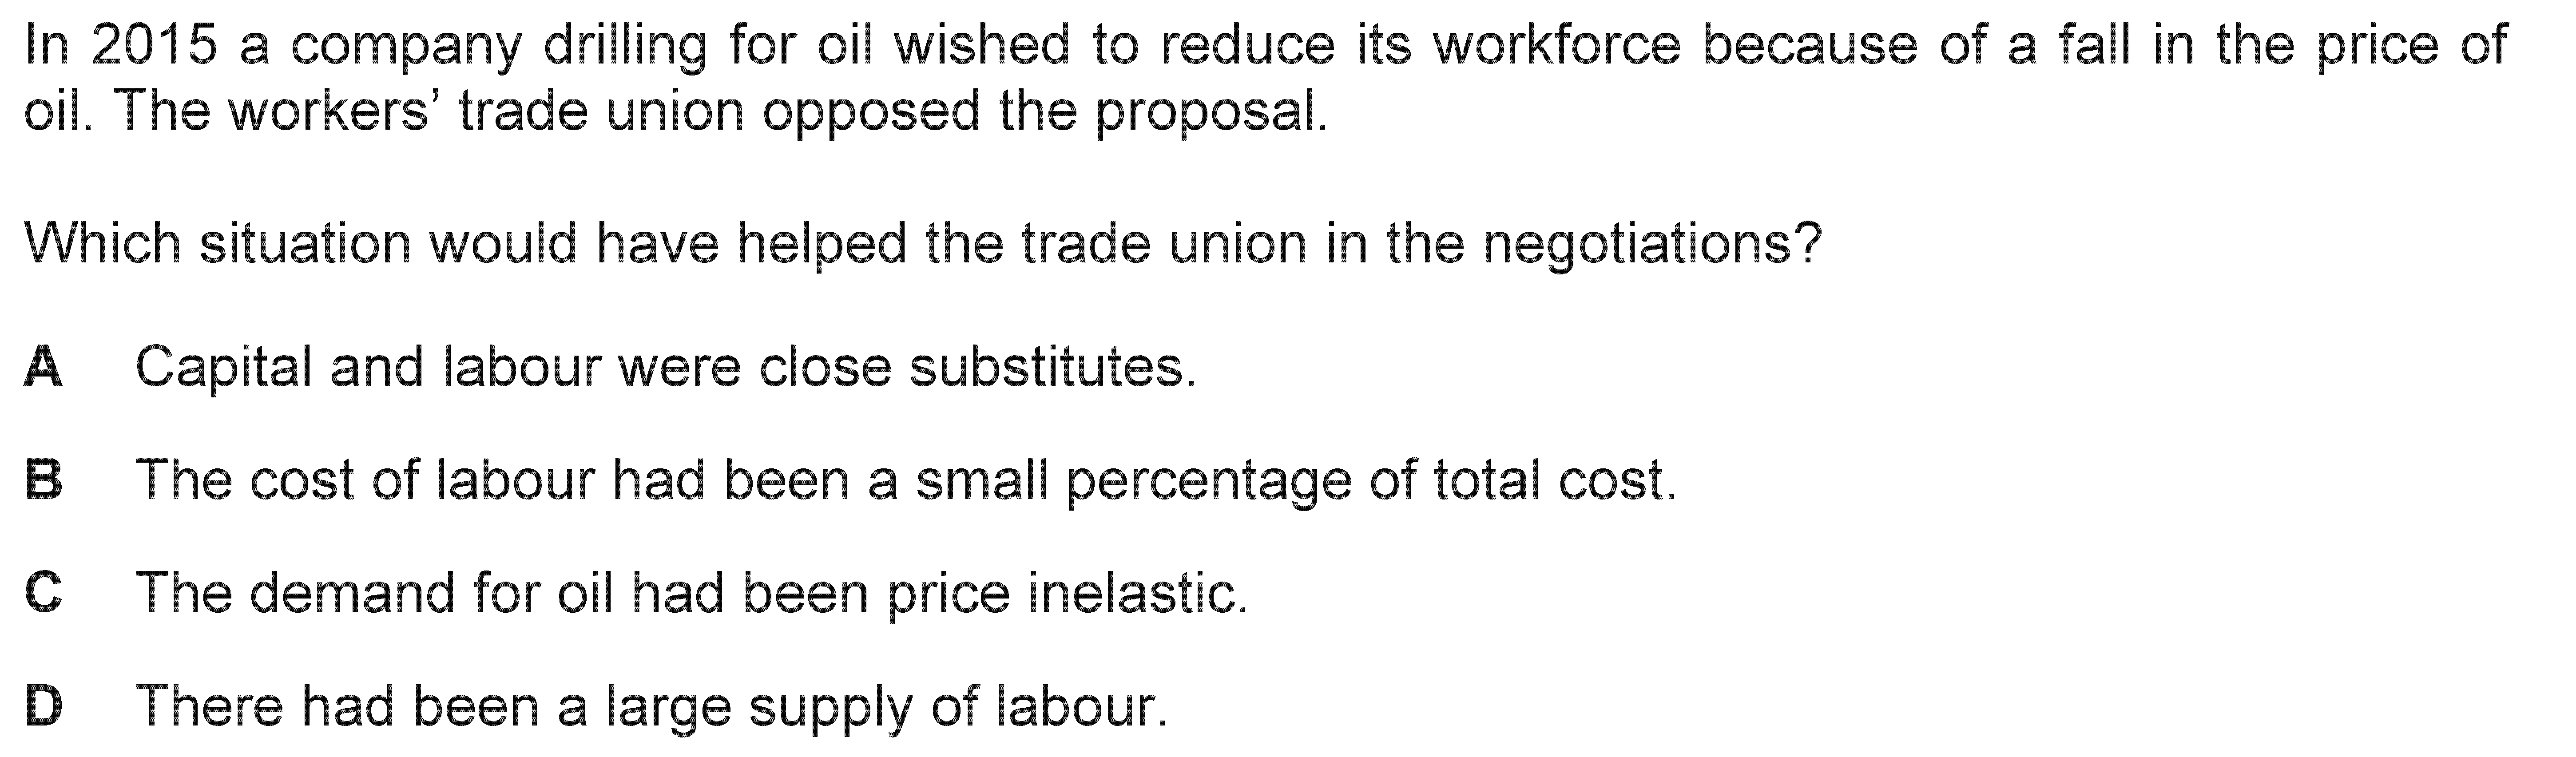 In 2015 a company drilling for oil wished to reduce its workforce because of a fall in the price of
oil. The workers’ trade union opposed the proposal.
Which situation would have helped the trade union in the negotiations?
A Capital and labour were close substitutes.
B The cost of labour had been a small percentage of total cost.
C The demand for oil had been price inelastic.
D There had been a large supply of labour.